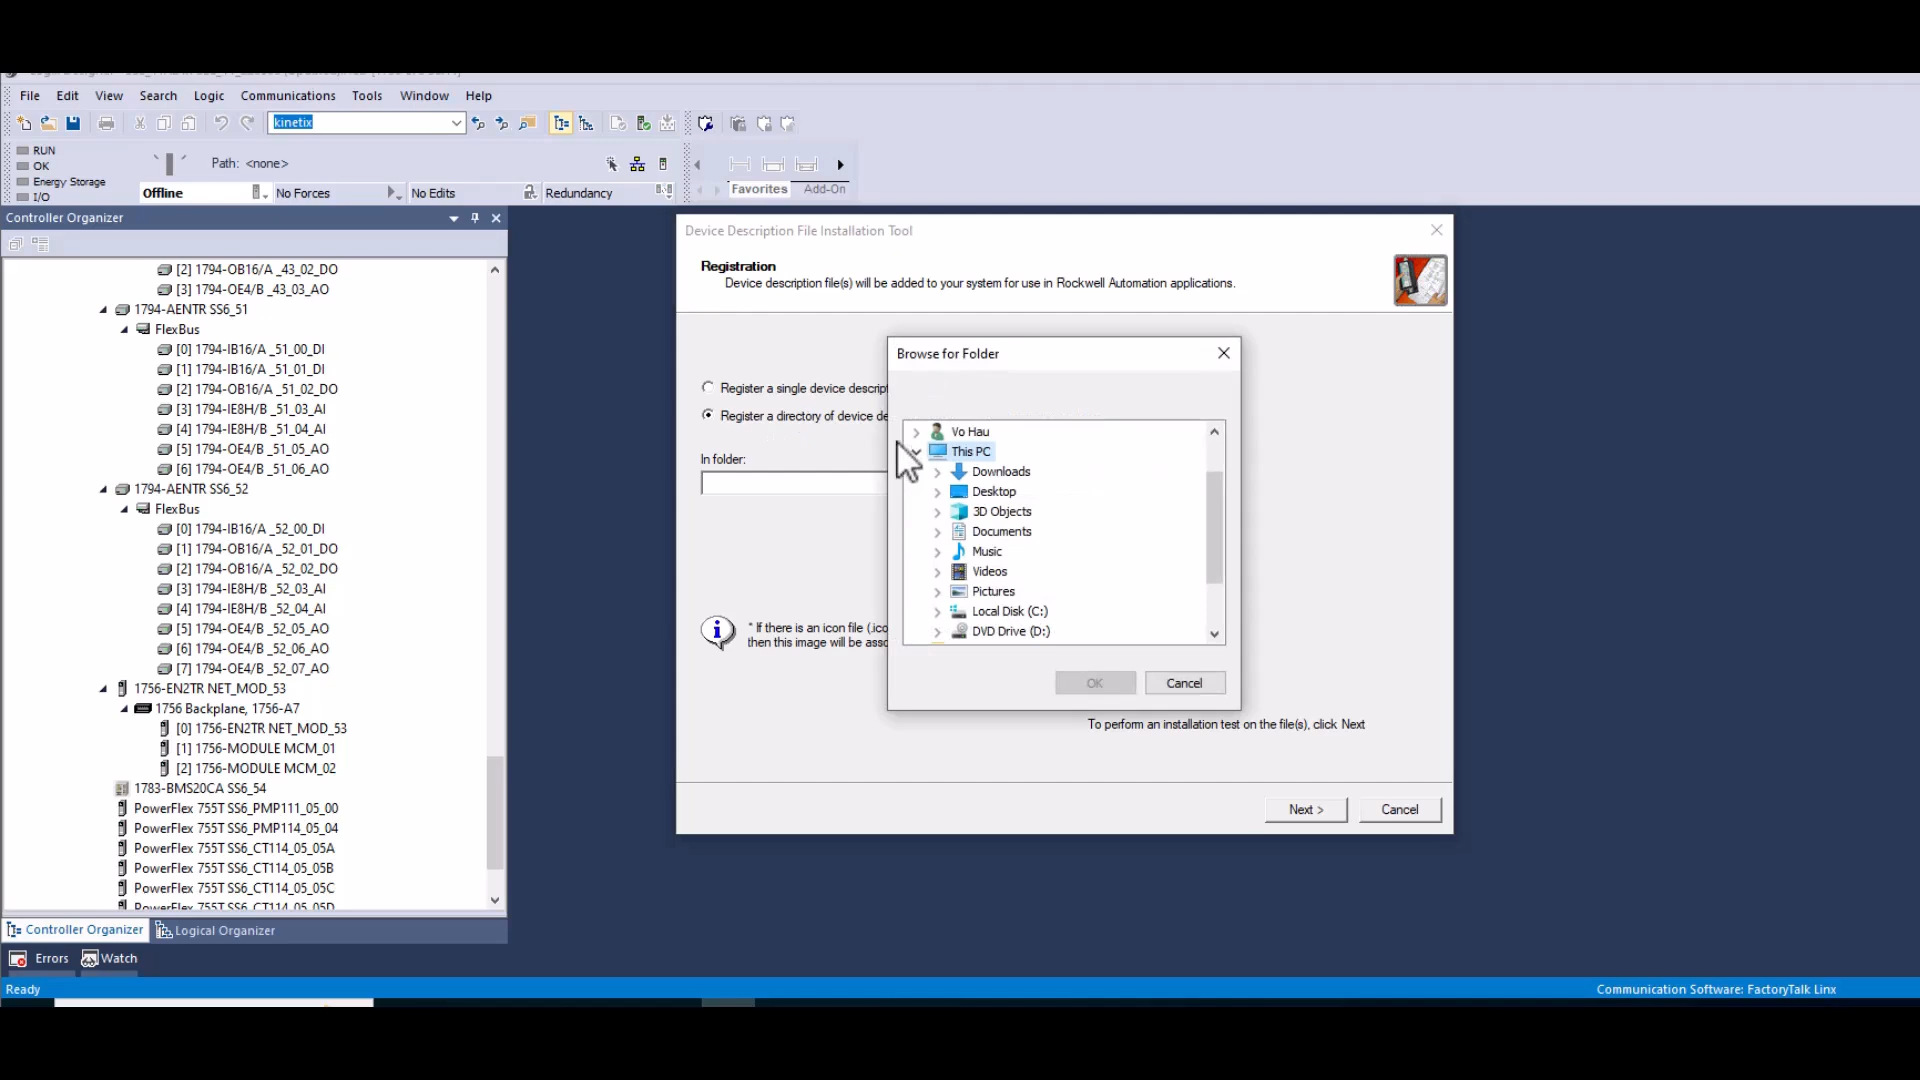 File Edit View Search Logic Communications Tools Window Help
kinetix
RUN
OK
Energy Storage
I/O
Path: <none>
Offline
No Forces
No Edits
Redundancy
Favorites
Add-On
Controller Organizer
[2] 1794-OB16/A _43_02_DO
[3] 1794-OE4/B _43_03_AO
1794-AENTR SS6_51
FlexBus
[0] 1794-IB16/A _51_00_DI
[1] 1794-IB16/A _51_01_DI
[2] 1794-OB16/A _51_02_DO
[3] 1794-IE8H/B _51_03_AI
[4] 1794-IE8H/B _51_04_AI
[5] 1794-OE4/B _51_05_AO
[6] 1794-OE4/B _51_06_AO
1794-AENTR SS6_52
FlexBus
[0] 1794-IB16/A _52_00_DI
[1] 1794-OB16/A _52_01_DO
[2] 1794-OB16/A _52_02_DO
[3] 1794-IE8H/B _52_03_AI
[4] 1794-IE8H/B _52_04_AI
[5] 1794-OE4/B _52_05_AO
[6] 1794-OE4/B _52_06_AO
[7] 1794-OE4/B _52_07_AO
1756-EN2TR NET_MOD_53
1756 Backplane, 1756-A7
[0] 1756-EN2TR NET_MOD_53
[1] 1756-MODULE MCM_01
[2] 1756-MODULE MCM_02
1783-BMS20CA SS6_54
PowerFlex 755T SS6_PMP111_05_00
PowerFlex 755T SS6_PMP114_05_04
PowerFlex 755T SS6_CT114_05_05A
PowerFlex 755T SS6_CT114_05_05B
PowerFlex 755T SS6_CT114_05_05C
PowerFlex 755T SS6_CT114_05_05D
Controller Organizer
Logical Organizer
Errors
Watch
Ready
Communication Software: FactoryTalk Linx
Device Description File Installation Tool
Registration
Device description file(s) will be added to your system for use in Rockwell Automation applications.
Register a single device descript
Register a directory of device de
In folder:
* If there is an icon file (.ico
then this image will be asso
To perform an installation test on the file(s), click Next
Next >
Cancel
Browse for Folder
Vo Hau
This PC
Downloads
Desktop
3D Objects
Documents
Music
Videos
Pictures
Local Disk (C:)
DVD Drive (D:)
OK
Cancel